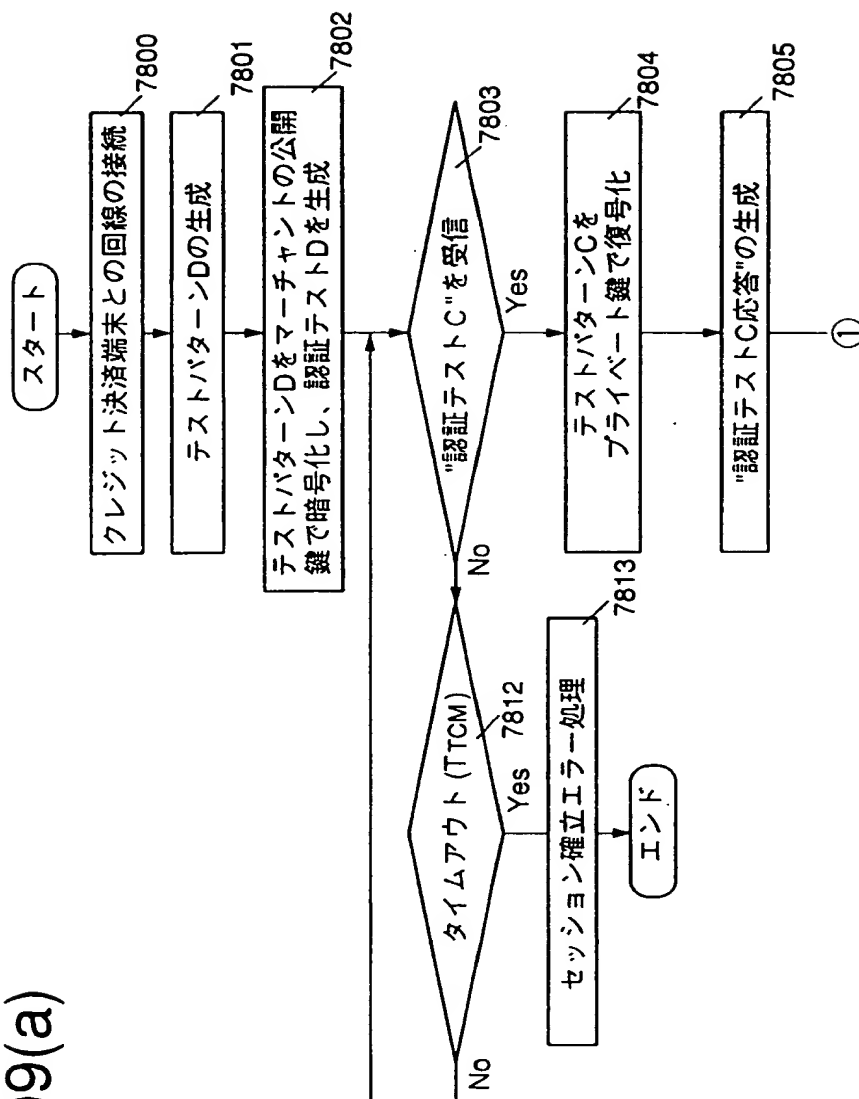 99(a)
スタート
クレジット決済端末との回線の接続
7800
テストパターンDの生成
7801
テストパターンDをマーチャントの公開
鍵で暗号化し、認証テストDを生成
7802
"認証テストC"を受信
7803
Yes
No
テストパターンCを
プライベート鍵で復号化
7804
"認証テストC応答"の生成
7805
①
タイムアウト(TTCM)
7812
Yes
No
セッション確立エラー処理
7813
エンド